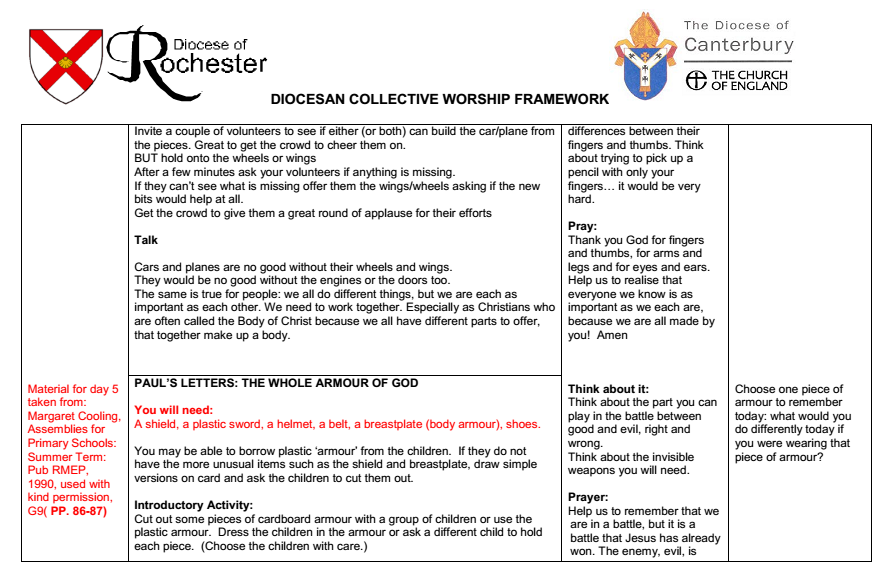 Diocese of
Rochester
The Diocese of
Canterbury
THE CHURCH
OF ENGLAND
DIOCESAN COLLECTIVE WORSHIP FRAMEWORK
Invite a couple of volunteers to see if either (or both) can build the car/plane from
the pieces. Great to get the crowd to cheer them on.
BUT hold onto the wheels or wings
After a few minutes ask your volunteers if anything is missing.
If they can't see what is missing offer them the wings/wheels asking if the new
bits would help at all.
Get the crowd to give them a great round of applause for their efforts
Talk
Cars and planes are no good without their wheels and wings.
They would be no good without the engines or the doors too.
The same is true for people: we all do different things, but we are each as
important as each other. We need to work together. Especially as Christians who
are often called the Body of Christ because we all have different parts to offer,
that together make up a body.
differences between their
fingers and thumbs. Think
about trying to pick up a
pencil with only your
fingers… it would be very
hard.
Pray:
Thank you God for fingers
and thumbs, for arms and
legs and for eyes and ears.
Help us to realise that
everyone we know is as
important as we each are,
because we are all made by
you! Amen
Material for day 5
taken from:
Margaret Cooling,
Assemblies for
Primary Schools:
Summer Term:
Pub RMEP,
1990, used with
kind permission,
G9( PP. 86-87)
PAUL'S LETTERS: THE WHOLE ARMOUR OF GOD
You will need:
A shield, a plastic sword, a helmet, a belt, a breastplate (body armour), shoes.
You may be able to borrow plastic 'armour' from the children. If they do not
have the more unusual items such as the shield and breastplate, draw simple
versions on card and ask the children to cut them out.
Introductory Activity:
Cut out some pieces of cardboard armour with a group of children or use the
plastic armour. Dress the children in the armour or ask a different child to hold
each piece. (Choose the children with care.)
Think about it:
Think about the part you can
play in the battle between
good and evil, right and
wrong.
Think about the invisible
weapons you will need.
Prayer:
Help us to remember that we
are in a battle, but it is a
battle that Jesus has already
won. The enemy, evil, is
Choose one piece of
armour to remember
today: what would you
do differently today if
you were wearing that
piece of armour?